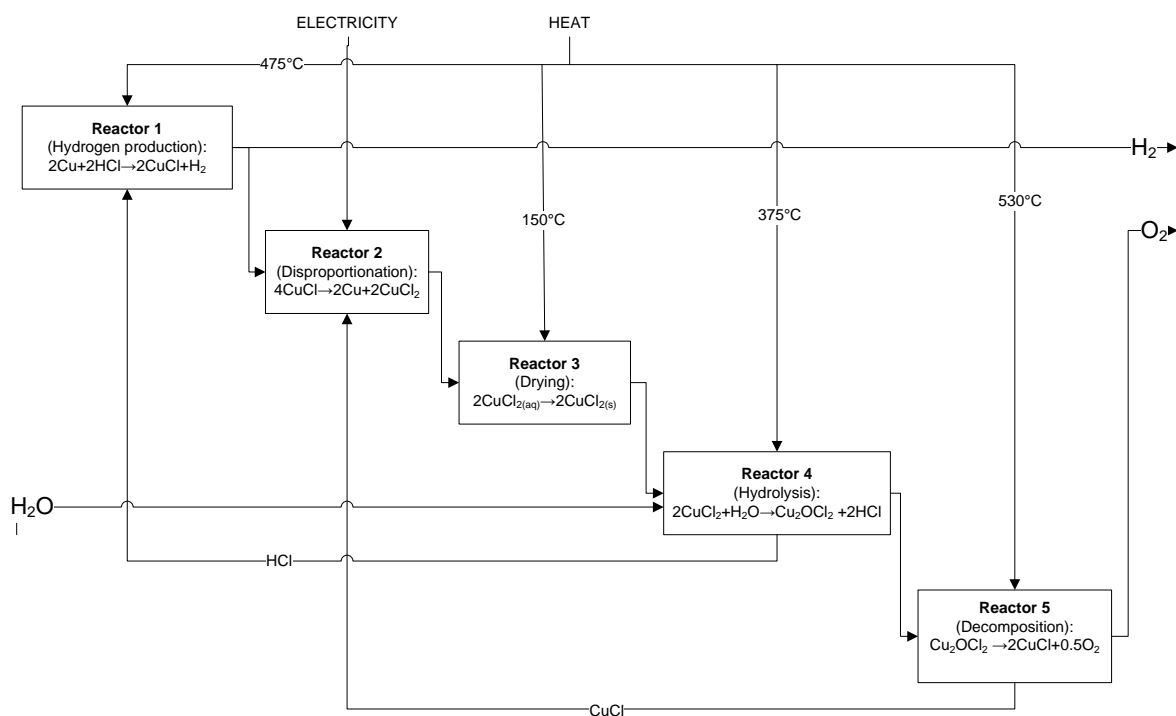 ELECTRICITY
HEAT
475°C
Reactor 1
(Hydrogen production):
2Cu+2HCl→2CuCl+H₂
H₂
150°C
375°C
530°C
O₂
Reactor 2
(Disproportionation):
4CuCl→2Cu+2CuCl₂
Reactor 3
(Drying):
2CuCl₂₍aq₎→2CuCl₂₍s₎
Reactor 4
(Hydrolysis):
2CuCl₂+H₂O→Cu₂OCl₂ +2HCl
H₂O
HCl
Reactor 5
(Decomposition):
Cu₂OCl₂ →2CuCl+0.5O₂
CuCl